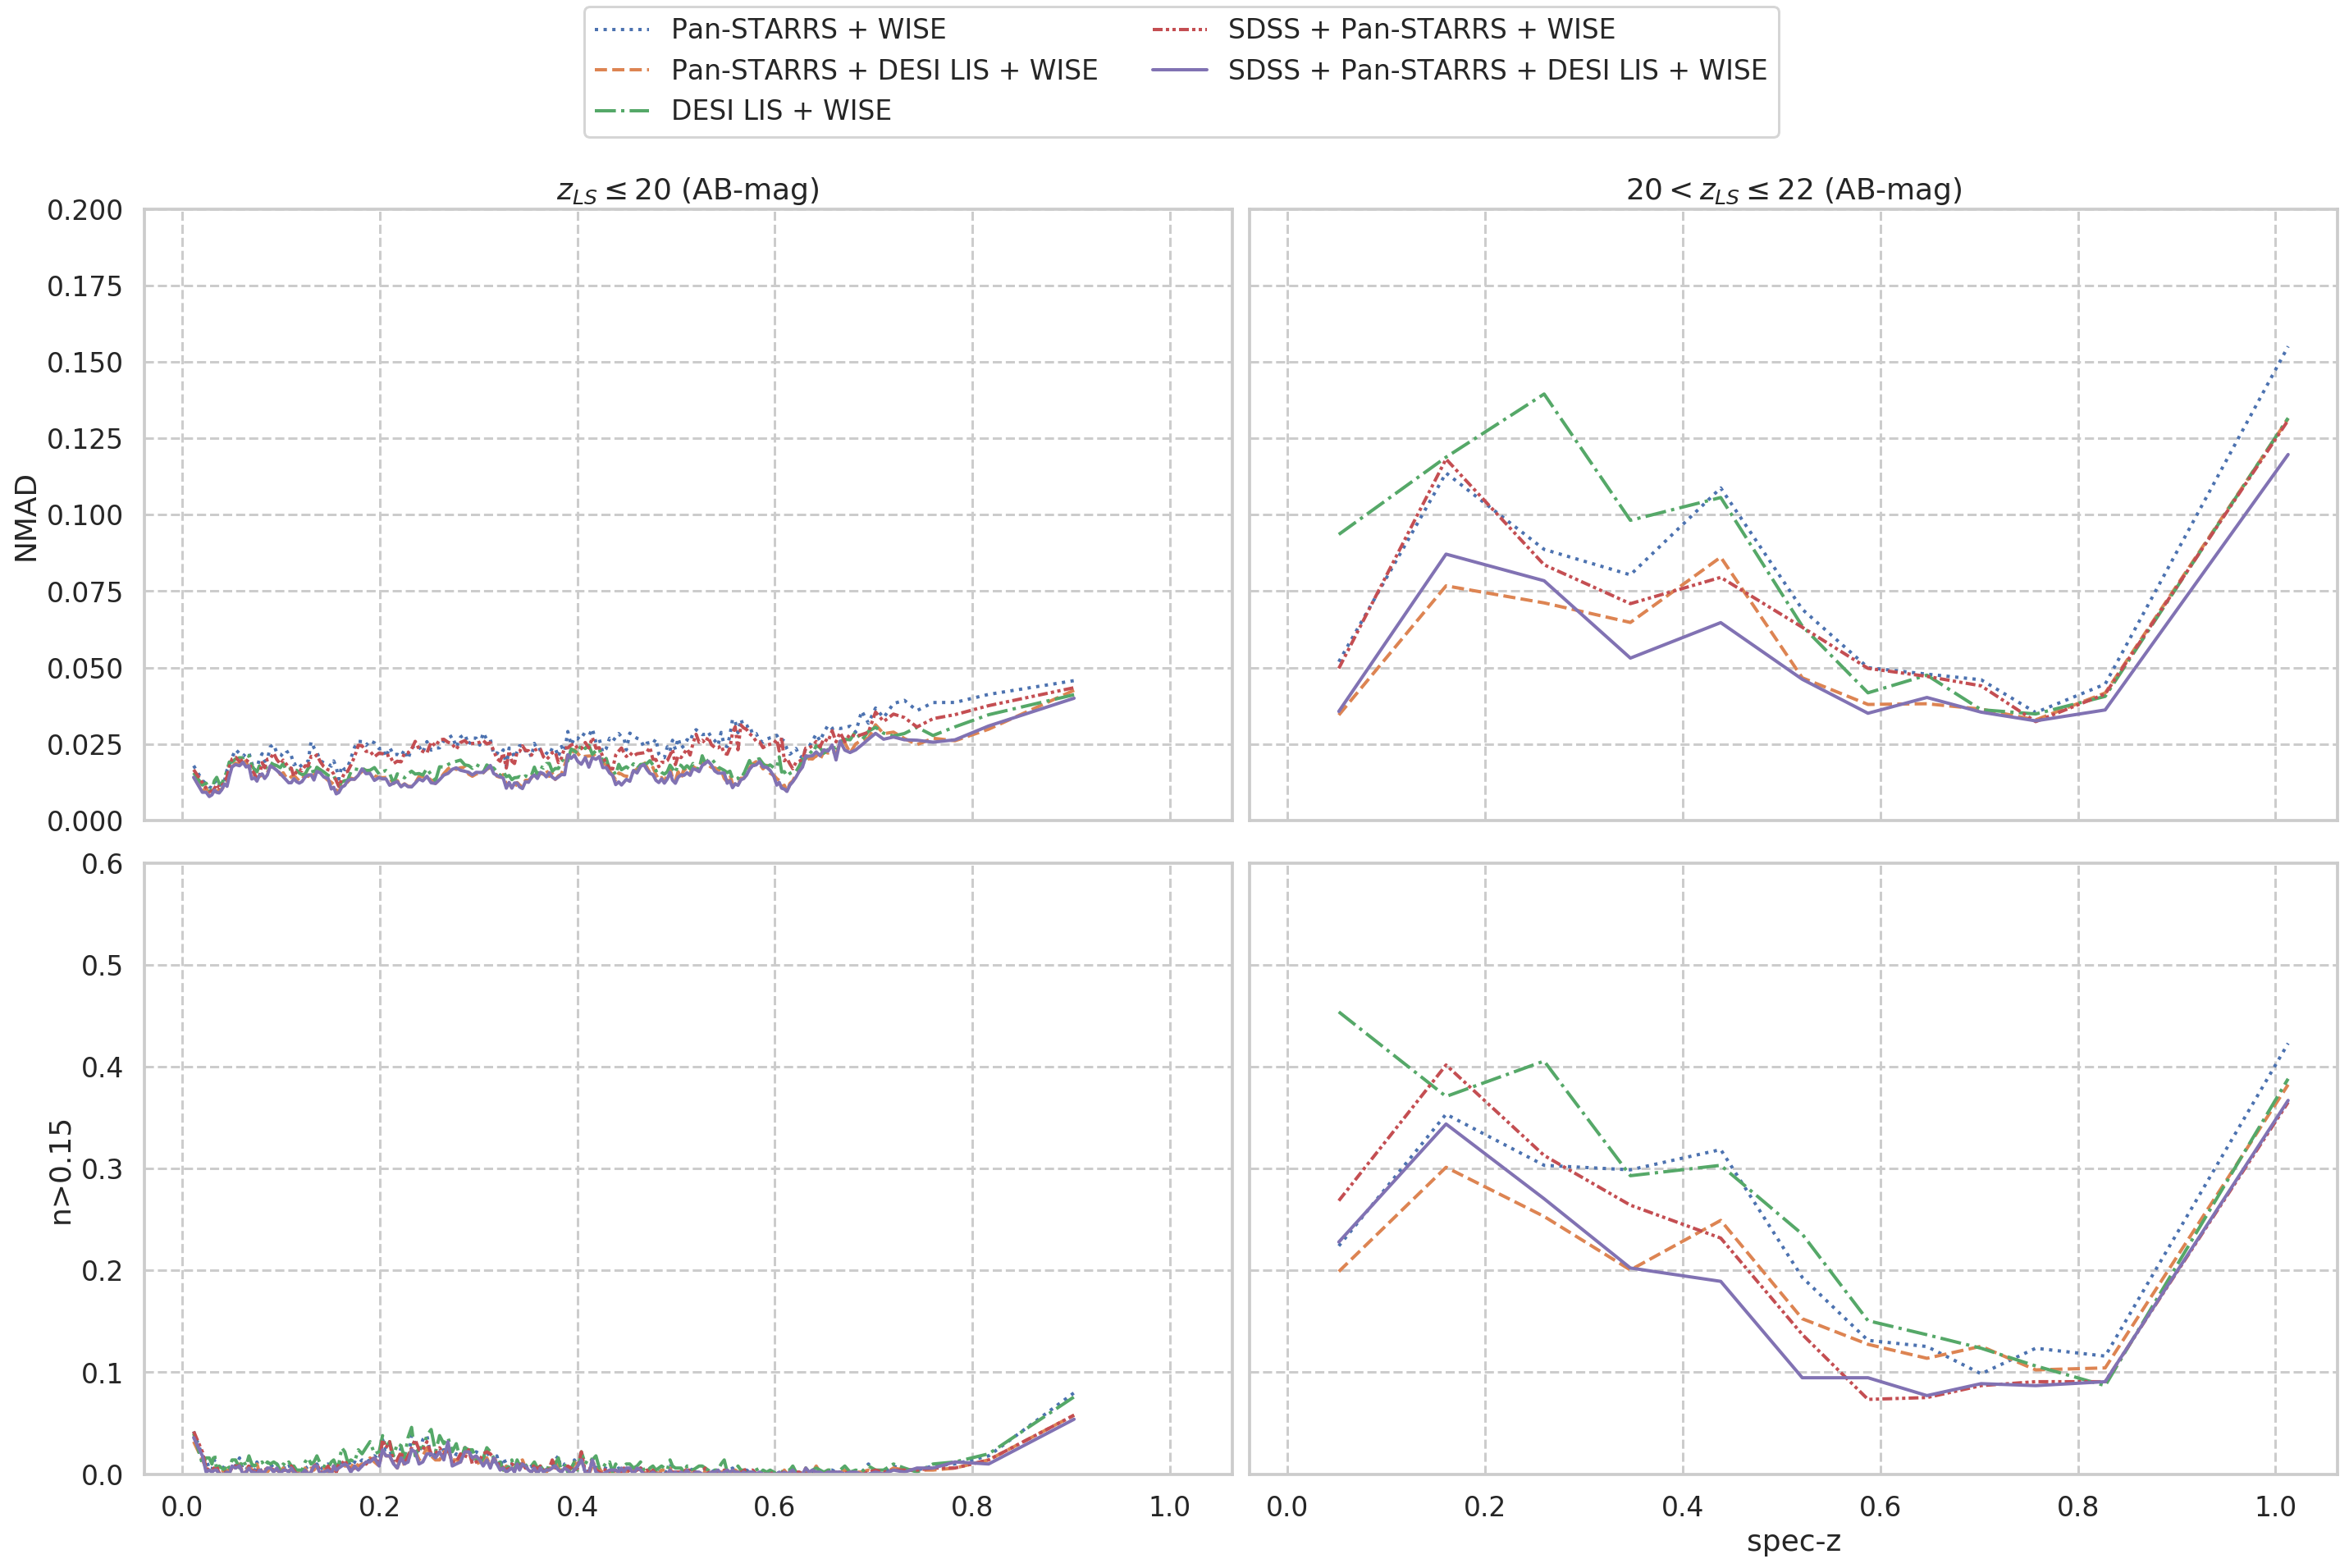 Pan-STARRS + WISE
Pan-STARRS + DESI LIS + WISE
DESI LIS + WISE
SDSS + Pan-STARRS + WISE
SDSS + Pan-STARRS + DESI LIS + WISE
z_{LS} ≤ 20 (AB-mag)
20 < z_{LS} ≤ 22 (AB-mag)
NMAD
0.200
0.175
0.150
0.125
0.100
0.075
0.050
0.025
0.000
n>0.15
0.6
0.5
0.4
0.3
0.2
0.1
0.0
0.0 0.2 0.4 0.6 0.8 1.0
0.0 0.2 0.4 0.6 0.8 1.0
spec-z